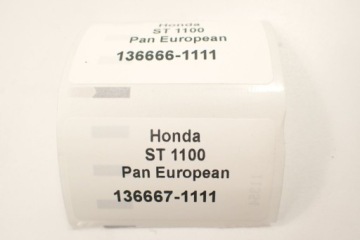 Honda
ST 1100
Pan European
136666-1111
Honda
ST 1100
Pan European
136667-1111